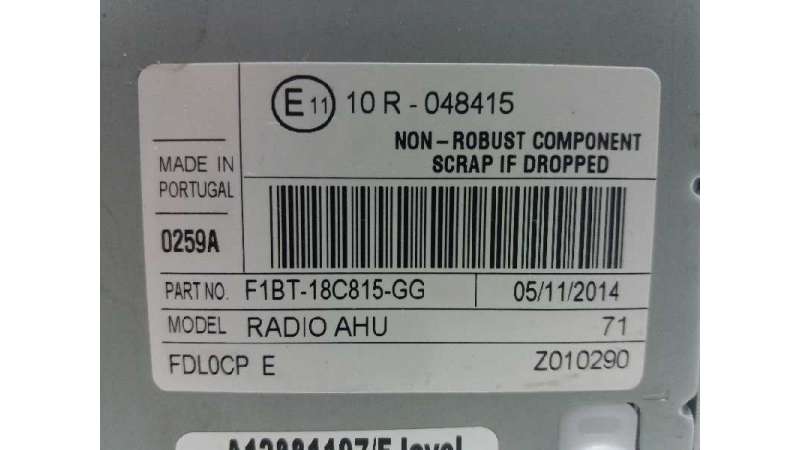 E 11 10 R - 048415
NON-ROBUST COMPONENT
SCRAP IF DROPPED
MADE IN
PORTUGAL
0259A
PART NO. F1BT-18C815-GG 05/11/2014
MODEL RADIO AHU 71
FDL0CP E Z010290